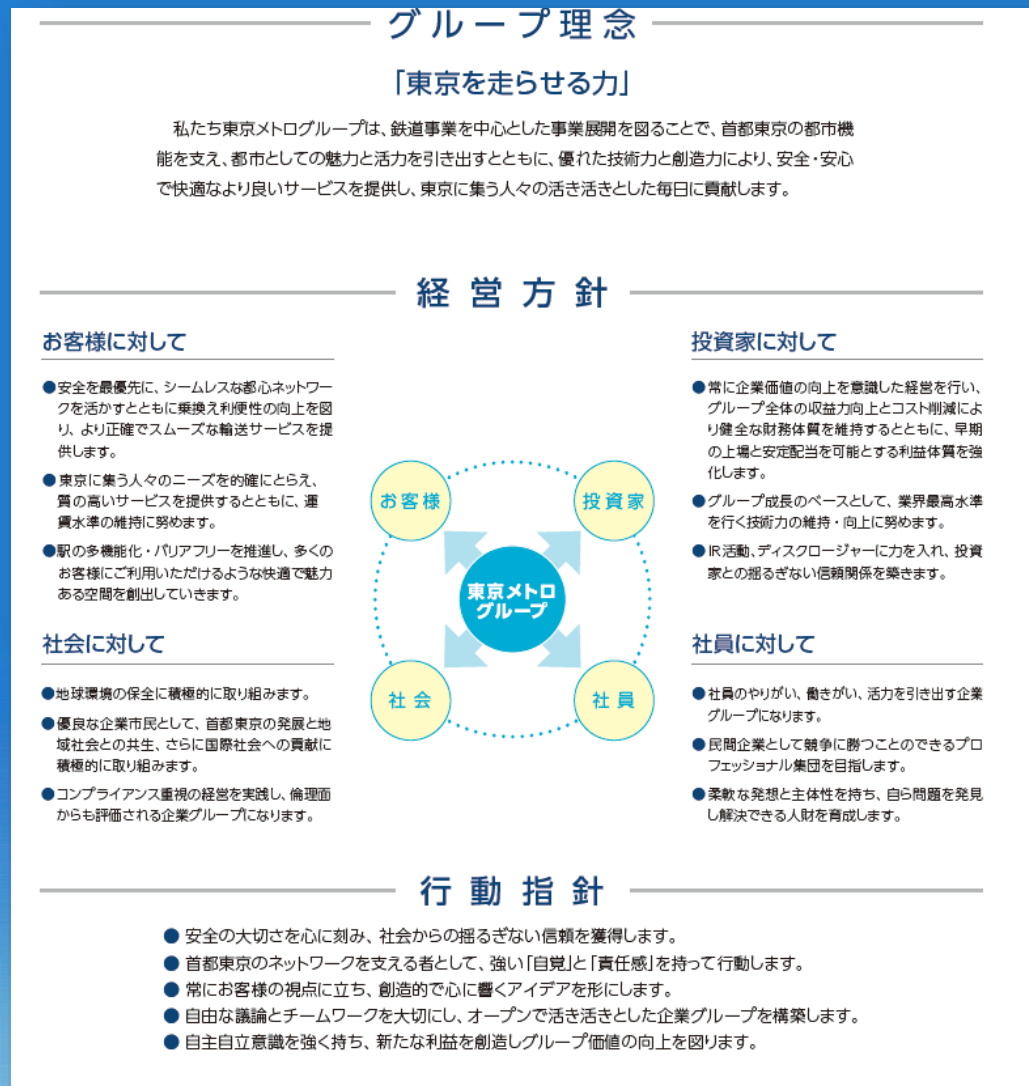 グループ理念
「東京を走らせる力」
私たち東京メトログループは、鉄道事業を中心とした事業展開を図ることで、首都東京の都市機
能を支え、都市としての魅力と活力を引き出すとともに、優れた技術力と創造力により、安全・安心
で快適なより良いサービスを提供し、東京に集う人々の活き活きとした毎日に貢献します。
経営方針
お客様に対して
●安全を最優先に、シームレスな都心ネットワー
クを活かすとともに乗換え利便性の向上を図
り、より正確でスムーズな輸送サービスを提
供します。
●東京に集う人々のニーズを的確にとらえ、
質の高いサービスを提供するとともに、運
賃水準の維持に努めます。
●駅の多機能化・バリアフリーを推進し、多くの
お客様にご利用いただけるような快適で魅力
ある空間を創出していきます。
社会に対して
●地球環境の保全に積極的に取り組みます。
●優良な企業市民として、首都東京の発展と地
域社会との共生、さらに国際社会への貢献に
積極的に取り組みます。
●コンプライアンス重視の経営を実践し、倫理面
からも評価される企業グループになります。
お客様
投資家
東京メトロ
グループ
社会
社員
投資家に対して
●常に企業価値の向上を意識した経営を行い、
グループ全体の収益力向上とコスト削減によ
り健全な財務体質を維持するとともに、早期
の上場と安定配当を可能とする利益体質を強
化します。
●グループ成長のベースとして、業界最高水準
を行く技術力の維持・向上に努めます。
●IR活動、ディスクロージャーに力を入れ、投資
家との揺るぎない信頼関係を築きます。
社員に対して
●社員のやりがい、働きがい、活力を引き出す企業
グループになります。
●民間企業として競争に勝つことのできるプロ
フェッショナル集団を目指します。
●柔軟な発想と主体性を持ち、自ら問題を発見
し解決できる人財を育成します。
行動指針
●安全の大切さを心に刻み、社会からの揺るぎない信頼を獲得します。
●首都東京のネットワークを支える者として、強い「自覚」と「責任感」を持って行動します。
●常にお客様の視点に立ち、創造的で心に響くアイデアを形にします。
●自由な議論とチームワークを大切にし、オープンで活き活きとした企業グループを構築します。
●自主自立意識を強く持ち、新たな利益を創造しグループ価値の向上を図ります。